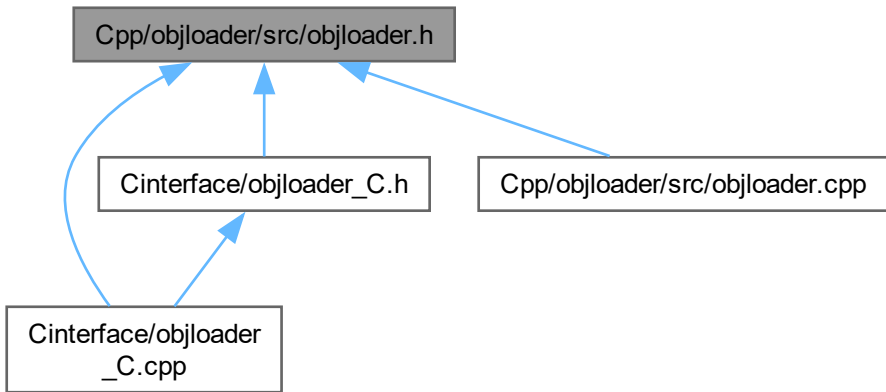 Cpp/objloader/src/objloader.h
Cinterface/objloader_C.h
Cpp/objloader/src/objloader.cpp
Cinterface/objloader
_C.cpp